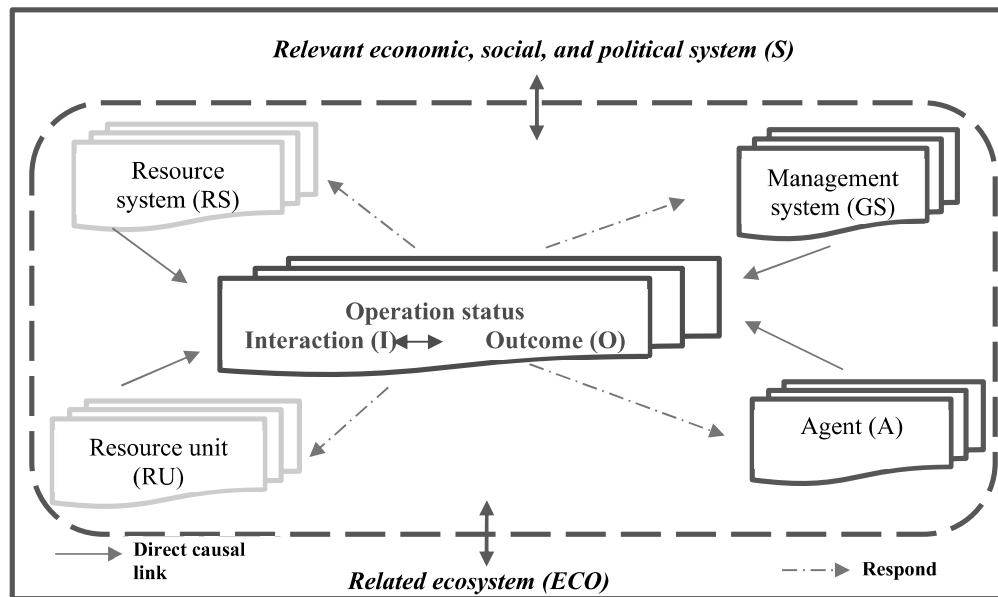 Relevant economic, social, and political system (S)
Resource
system (RS)
Management
system (GS)
Operation status
Interaction (I)
Outcome (O)
Resource unit
(RU)
Agent (A)
Direct causal
link
Related ecosystem (ECO)
Respond